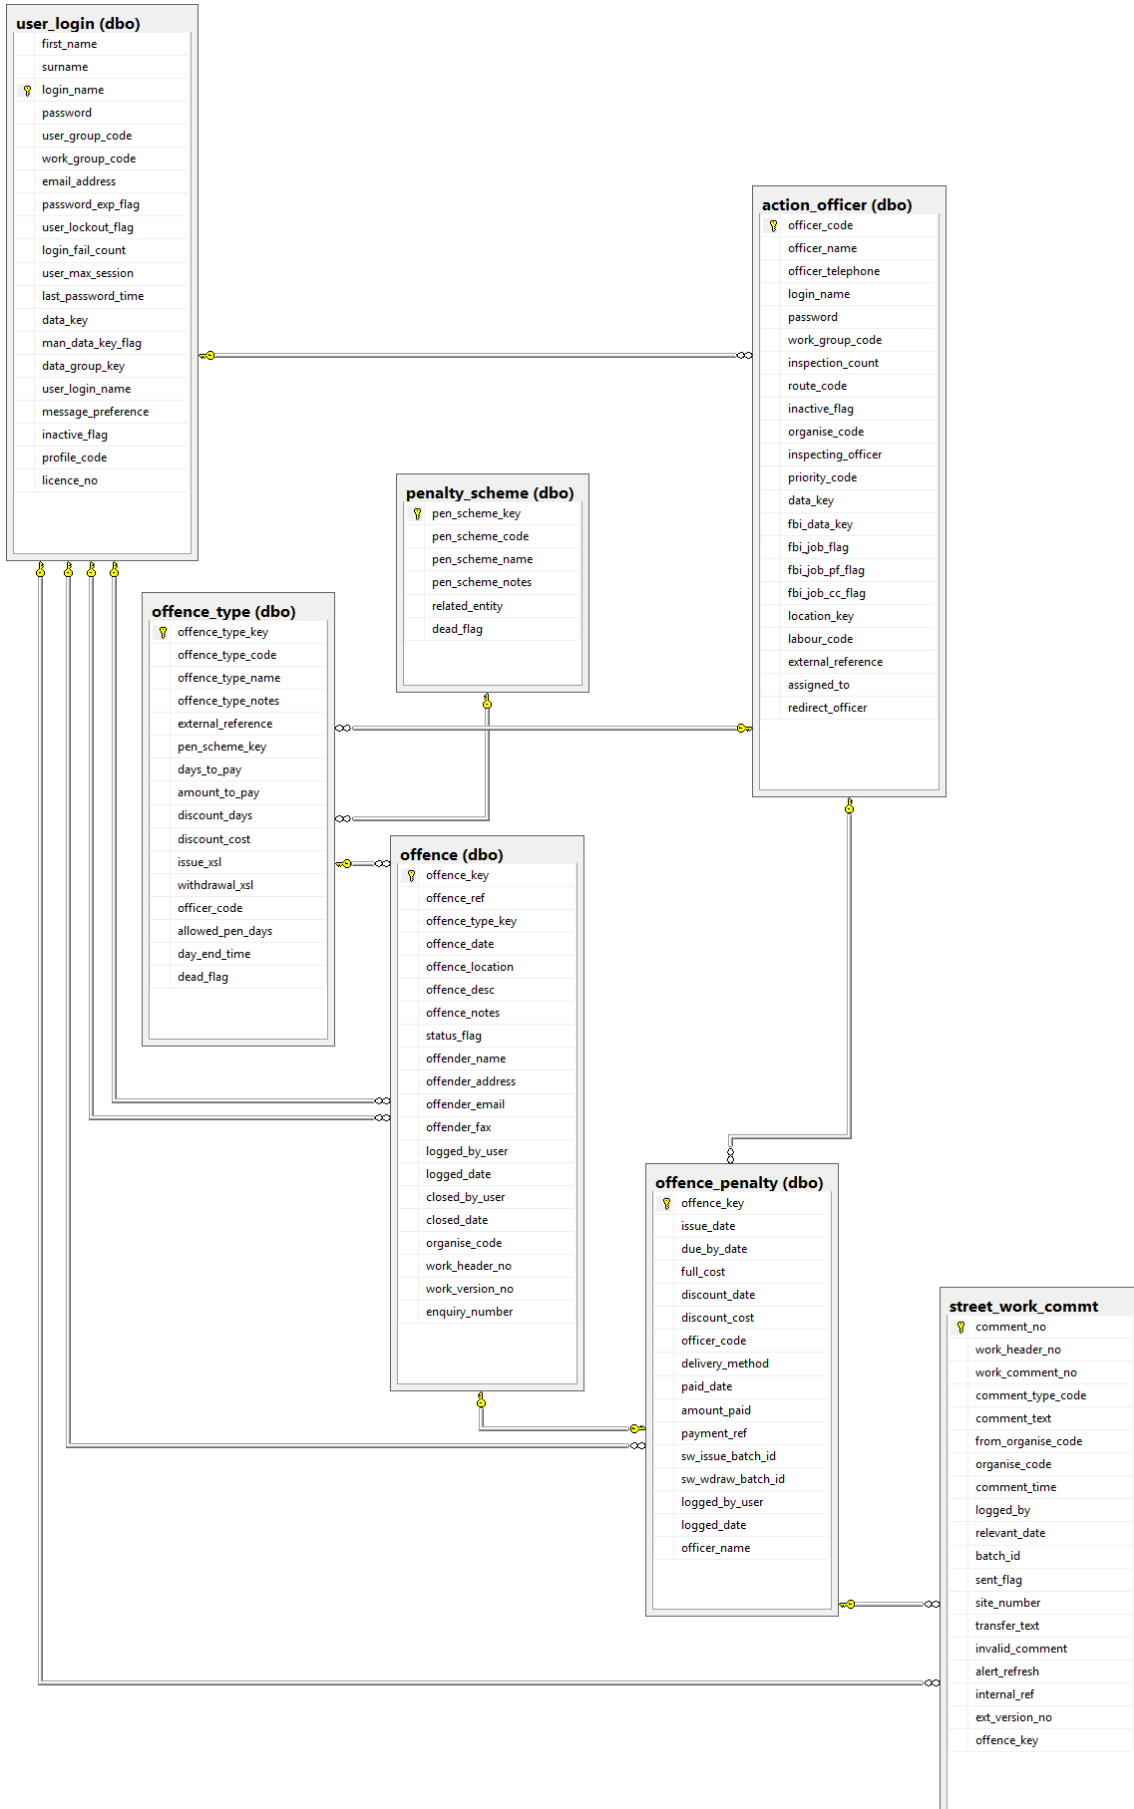 user_login (dbo)
first_name
surname
login_name
password
user_group_code
work_group_code
email_address
password_exp_flag
user_lockout_flag
login_fail_count
user_max_session
last_password_time
data_key
man_data_key_flag
data_group_key
user_login_name
message_preference
inactive_flag
profile_code
licence_no
action_officer (dbo)
officer_code
officer_name
officer_telephone
login_name
password
work_group_code
inspection_count
route_code
inactive_flag
organise_code
inspecting_officer
priority_code
data_key
fbi_data_key
fbi_job_flag
fbi_job_pf_flag
fbi_job_cc_flag
location_key
labour_code
external_reference
assigned_to
redirect_officer
penalty_scheme (dbo)
pen_scheme_key
pen_scheme_code
pen_scheme_name
pen_scheme_notes
related_entity
dead_flag
offence_type (dbo)
offence_type_key
offence_type_code
offence_type_name
offence_type_notes
external_reference
pen_scheme_key
days_to_pay
amount_to_pay
discount_days
discount_cost
issue_xsl
withdrawal_xsl
officer_code
allowed_pen_days
day_end_time
dead_flag
offence (dbo)
offence_key
offence_ref
offence_type_key
offence_date
offence_location
offence_desc
offence_notes
status_flag
offender_name
offender_address
offender_email
offender_fax
logged_by_user
logged_date
closed_by_user
closed_date
organise_code
work_header_no
work_version_no
enquiry_number
offence_penalty (dbo)
offence_key
issue_date
due_by_date
full_cost
discount_date
discount_cost
officer_code
delivery_method
paid_date
amount_paid
payment_ref
sw_issue_batch_id
sw_wdraw_batch_id
logged_by_user
logged_date
officer_name
street_work_commt
comment_no
work_header_no
work_comment_no
comment_type_code
comment_text
from_organise_code
organise_code
comment_time
logged_by
relevant_date
batch_id
sent_flag
site_number
transfer_text
invalid_comment
alert_refresh
internal_ref
ext_version_no
offence_key